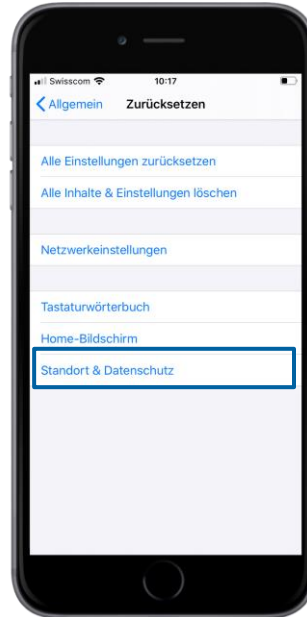 Swisscom 10:17
Allgemein Zurücksetzen
Alle Einstellungen zurücksetzen
Alle Inhalte & Einstellungen löschen
Netzwerkeinstellungen
Tastaturwörterbuch
Home-Bildschirm
Standort & Datenschutz